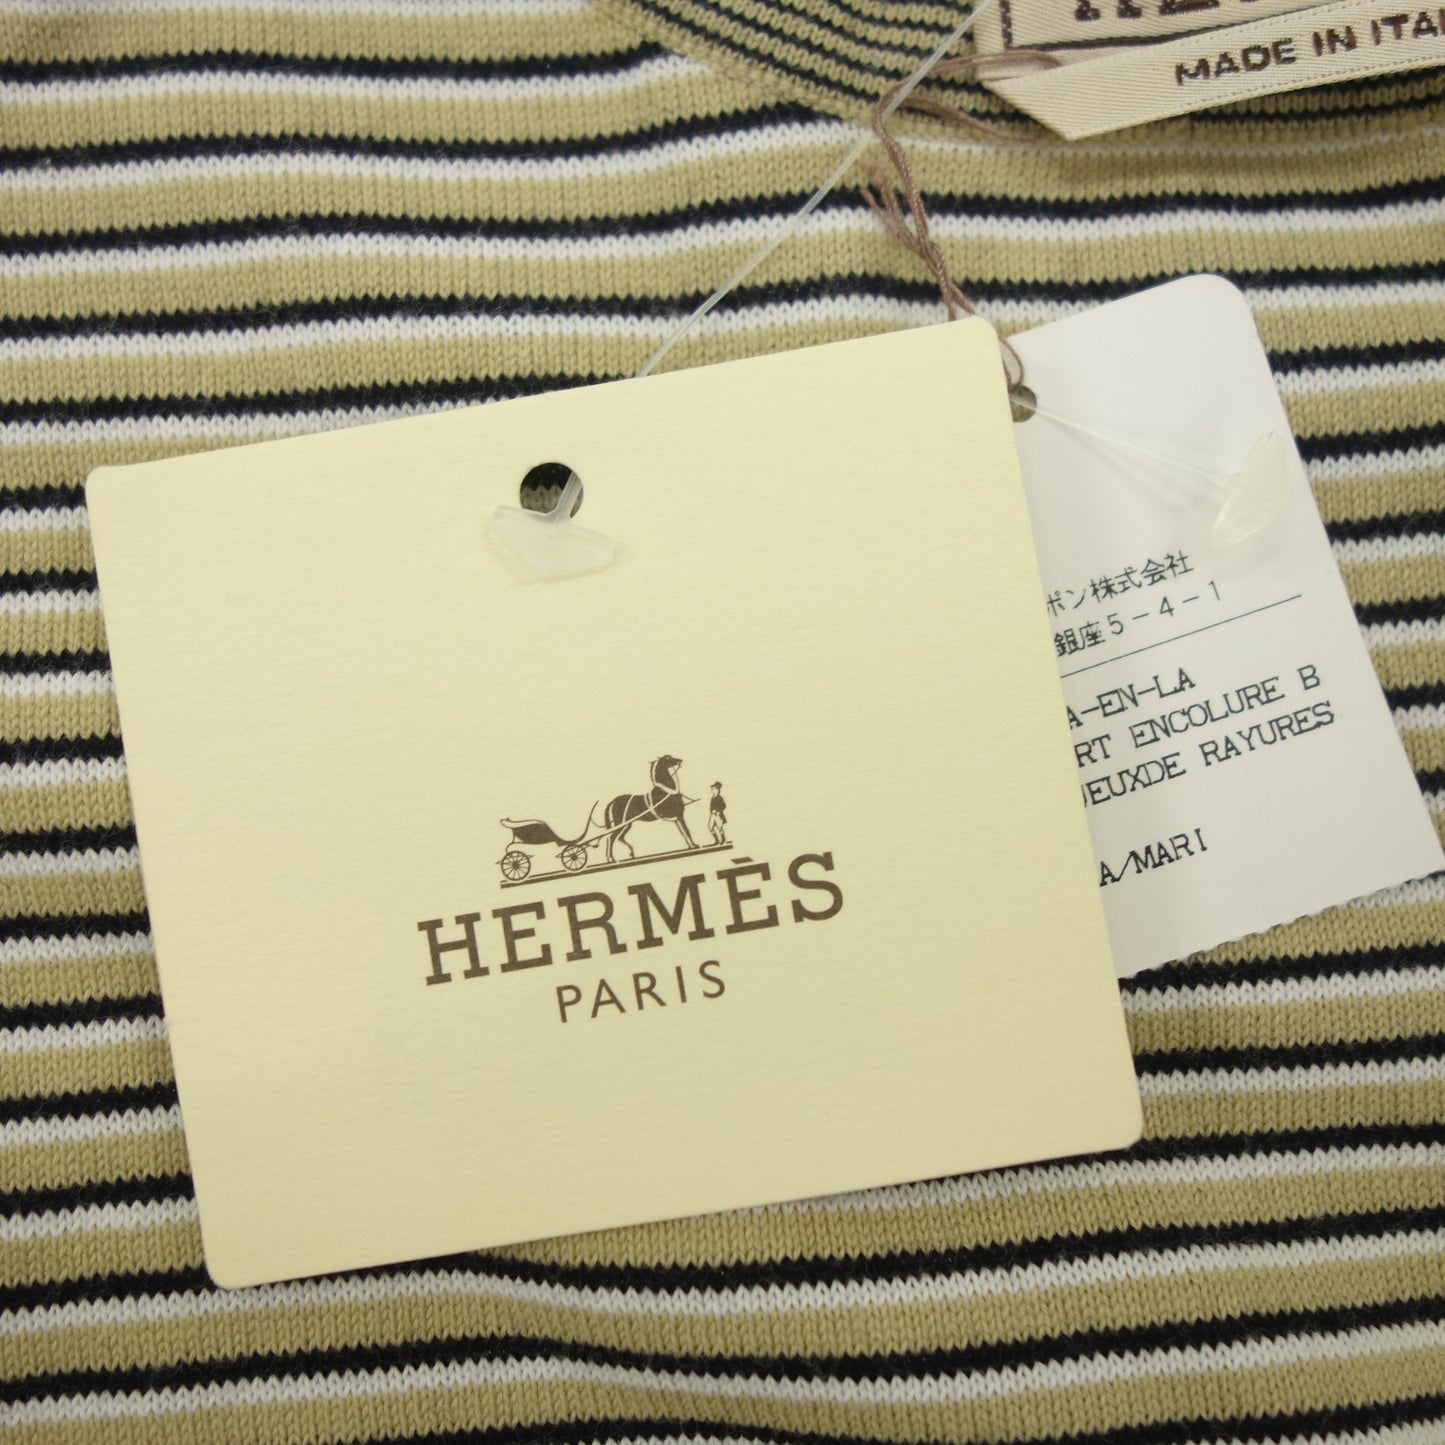 MADE IN ITA
HERMÈS
PARIS
ポン株式会社
銀座5-4-1
A-EN-LA
RT ENCOLURE B
DEUXDE RAYURES
A/MARI